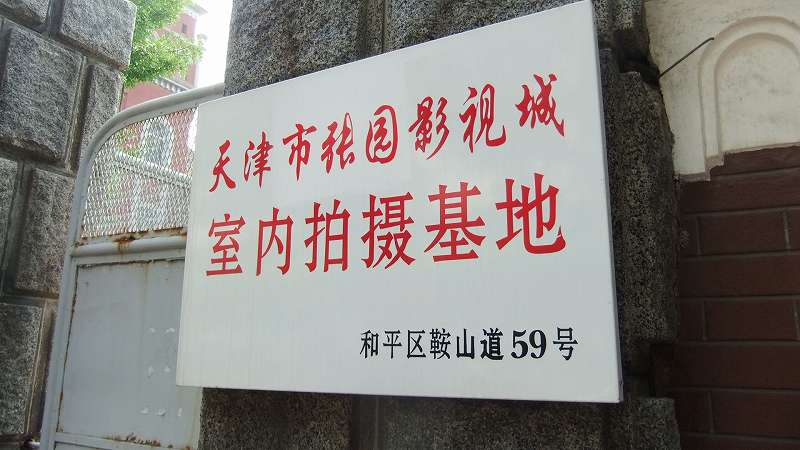 天津市张园影视城
室内拍摄基地
和平区鞍山道59号